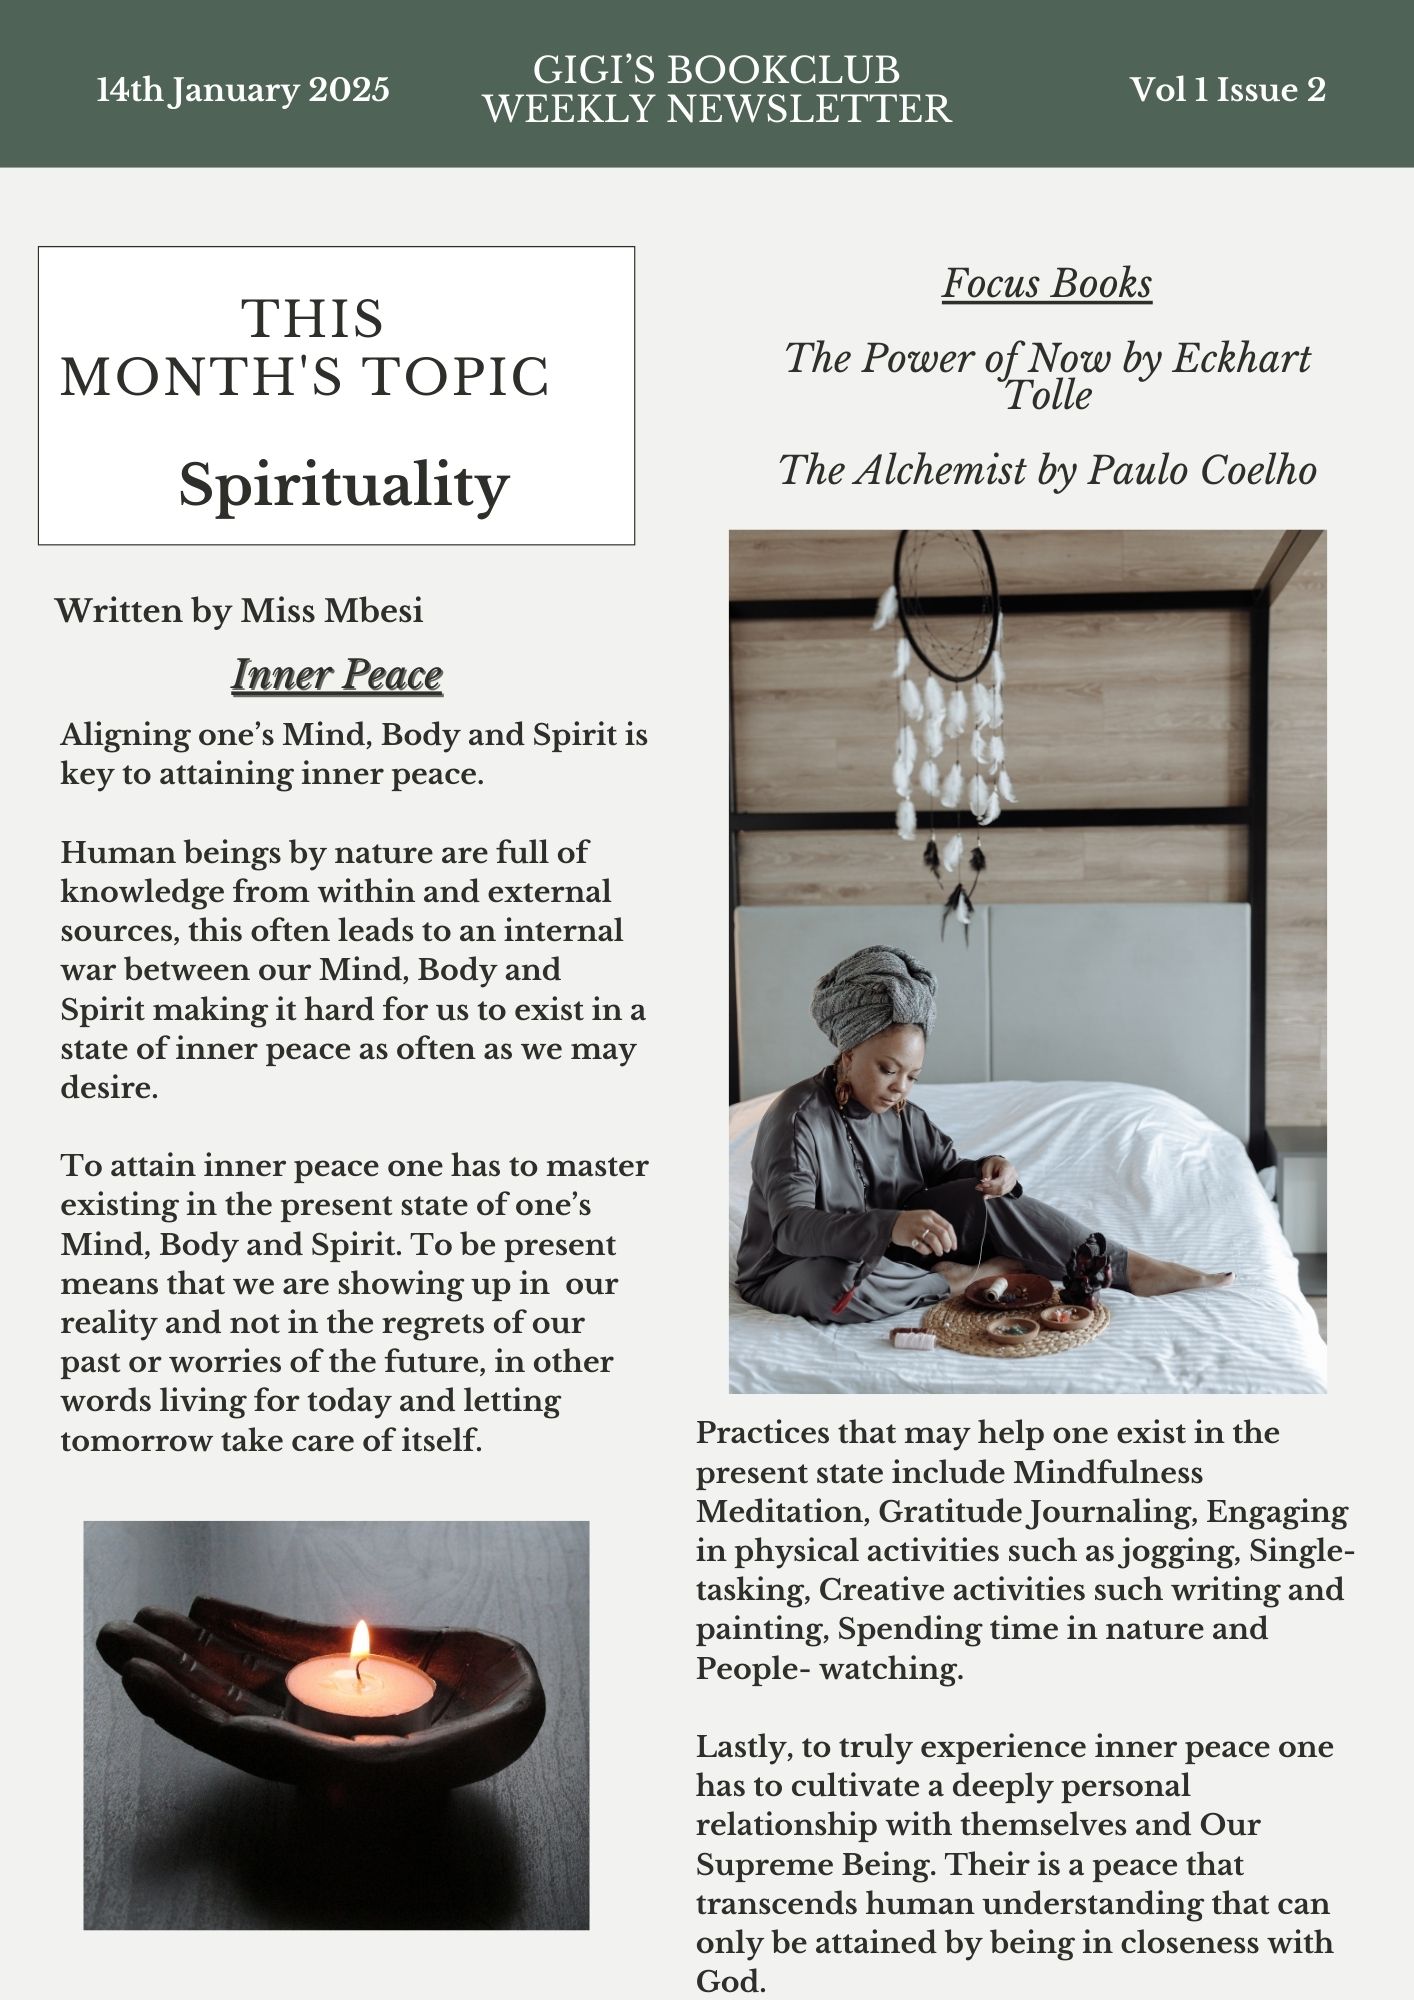 14th January 2025
GIGI’S BOOKCLUB
WEEKLY NEWSLETTER
Vol 1 Issue 2
THIS
MONTH'S TOPIC
Spirituality
Written by Miss Mbesi
Inner Peace
Aligning one’s Mind, Body and Spirit is
key to attaining inner peace.
Human beings by nature are full of
knowledge from within and external
sources, this often leads to an internal
war between our Mind, Body and
Spirit making it hard for us to exist in a
state of inner peace as often as we may
desire.
To attain inner peace one has to master
existing in the present state of one’s
Mind, Body and Spirit. To be present
means that we are showing up in  our
reality and not in the regrets of our
past or worries of the future, in other
words living for today and letting
tomorrow take care of itself.
Focus Books
The Power of Now by Eckhart
Tolle
The Alchemist by Paulo Coelho
Practices that may help one exist in the
present state include Mindfulness
Meditation, Gratitude Journaling, Engaging
in physical activities such as jogging, Single-
tasking, Creative activities such writing and
painting, Spending time in nature and
People- watching.
Lastly, to truly experience inner peace one
has to cultivate a deeply personal
relationship with themselves and Our
Supreme Being. Their is a peace that
transcends human understanding that can
only be attained by being in closeness with
God.